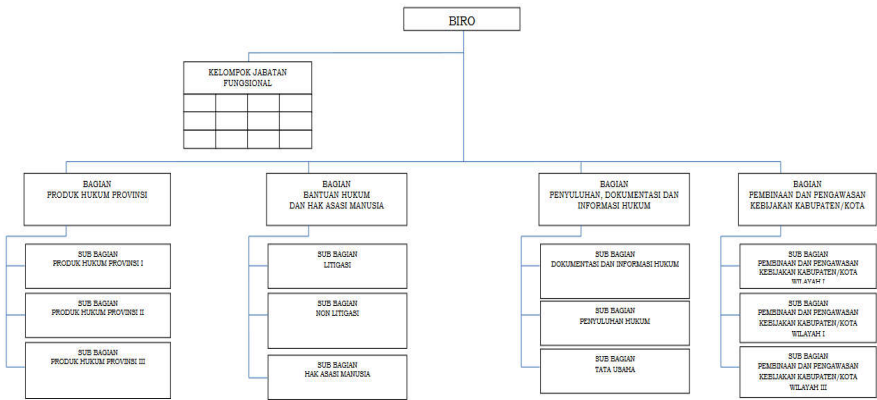 BIRO
KELOMPOK JABATAN
FUNGSIONAL
BAGIAN
PRODUK HUKUM PROVINSI
BAGIAN
BANTUAN HUKUM
DAN HAK ASASI MANUSIA
BAGIAN
PENYULUHAN, DOKUMENTASI DAN
INFORMASI HUKUM
BAGIAN
PEMBINAAN DAN PENGAWASAN
KEBIJAKAN KABUPATEN/KOTA
SUB BAGIAN
PRODUK HUKUM PROVINSI I
SUB BAGIAN
PRODUK HUKUM PROVINSI II
SUB BAGIAN
PRODUK HUKUM PROVINSI III
SUB BAGIAN
LITIGASI
SUB BAGIAN
NON LITIGASI
SUB BAGIAN
HAK ASASI MANUSIA
SUB BAGIAN
DOKUMENTASI DAN INFORMASI HUKUM
SUB BAGIAN
PENYULUHAN HUKUM
SUB BAGIAN
TATA USAHA
SUB BAGIAN
PEMBINAAN DAN PENGAWASAN
KEBIJAKAN KABUPATEN/KOTA
WILAYAH I
SUB BAGIAN
PEMBINAAN DAN PENGAWASAN
KEBIJAKAN KABUPATEN/KOTA
WILAYAH I
SUB BAGIAN
PEMBINAAN DAN PENGAWASAN
KEBIJAKAN KABUPATEN/KOTA
WILAYAH III